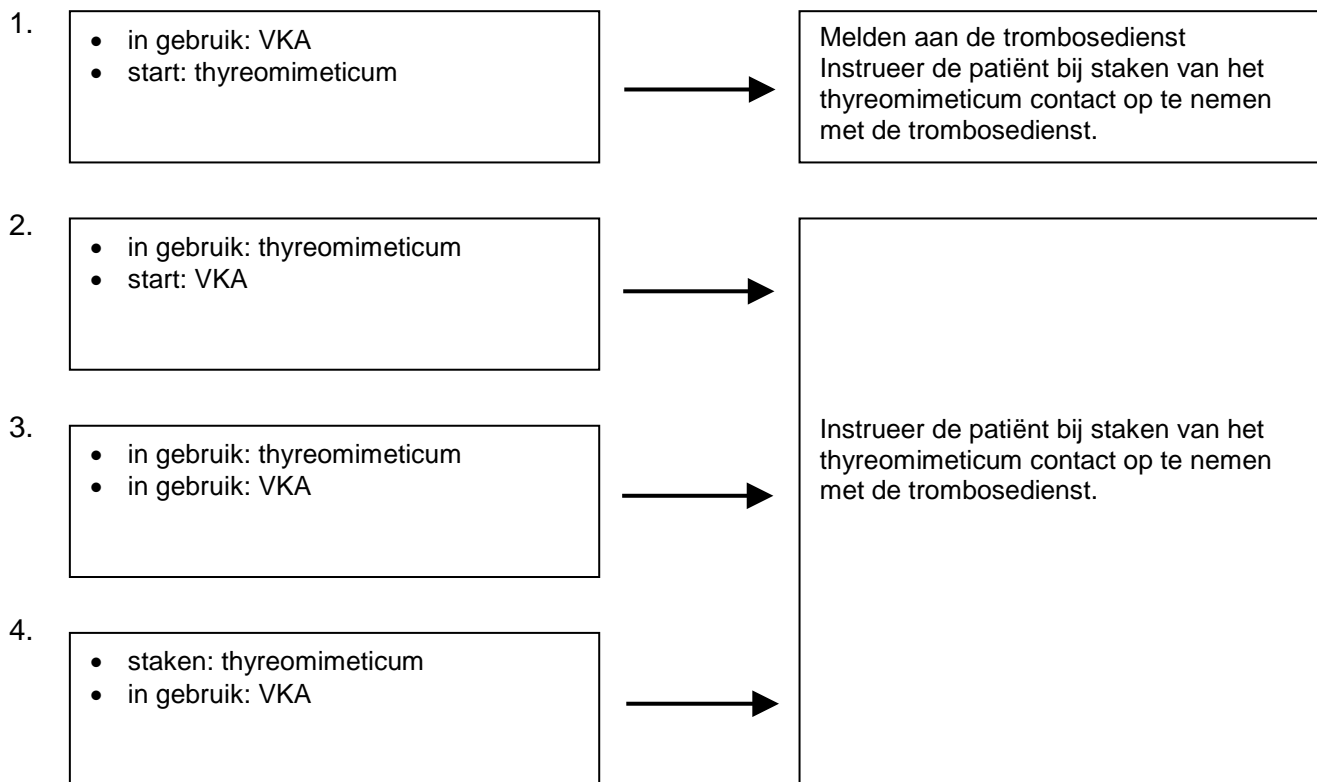 1.
• in gebruik: VKA
• start: thyreomimeticum
Melden aan de trombosedienst
Instrueer de patiënt bij staken van het
thyreomimeticum contact op te nemen
met de trombosedienst.
2.
• in gebruik: thyreomimeticum
• start: VKA
3.
• in gebruik: thyreomimeticum
• in gebruik: VKA
Instrueer de patiënt bij staken van het
thyreomimeticum contact op te nemen
met de trombosedienst.
4.
• staken: thyreomimeticum
• in gebruik: VKA